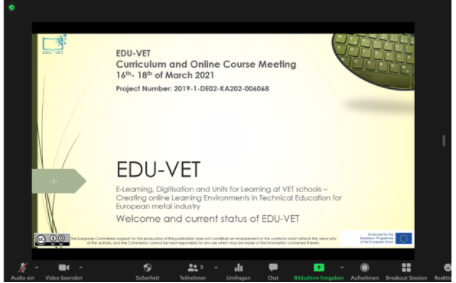 EDU-VET
EDU-VET
Curriculum and Online Course Meeting
16th- 18th of March 2021
Project Number: 2019-1-DE02-KA202-006068
-1-
EDU-VET
E-Learning, Digitisation and Units for Learning at VET schools –
Creating online Learning Environments in Technical Education for
European metal industry
Welcome and current status of EDU-VET
The European Commission support for the production of this publication does not constitute an endorsement of the contents which reflects the views only
of the authors, and the Commission cannot be held responsible for any use which may be made of the information contained therein.
Co-funded by the
Erasmus+ Programme
of the European Union
Audio ein
Video beenden
Sicherheit
Teilnehmer
Umfragen
Chat
Bildschirm freigeben
Aufnehmen
Breakout Session